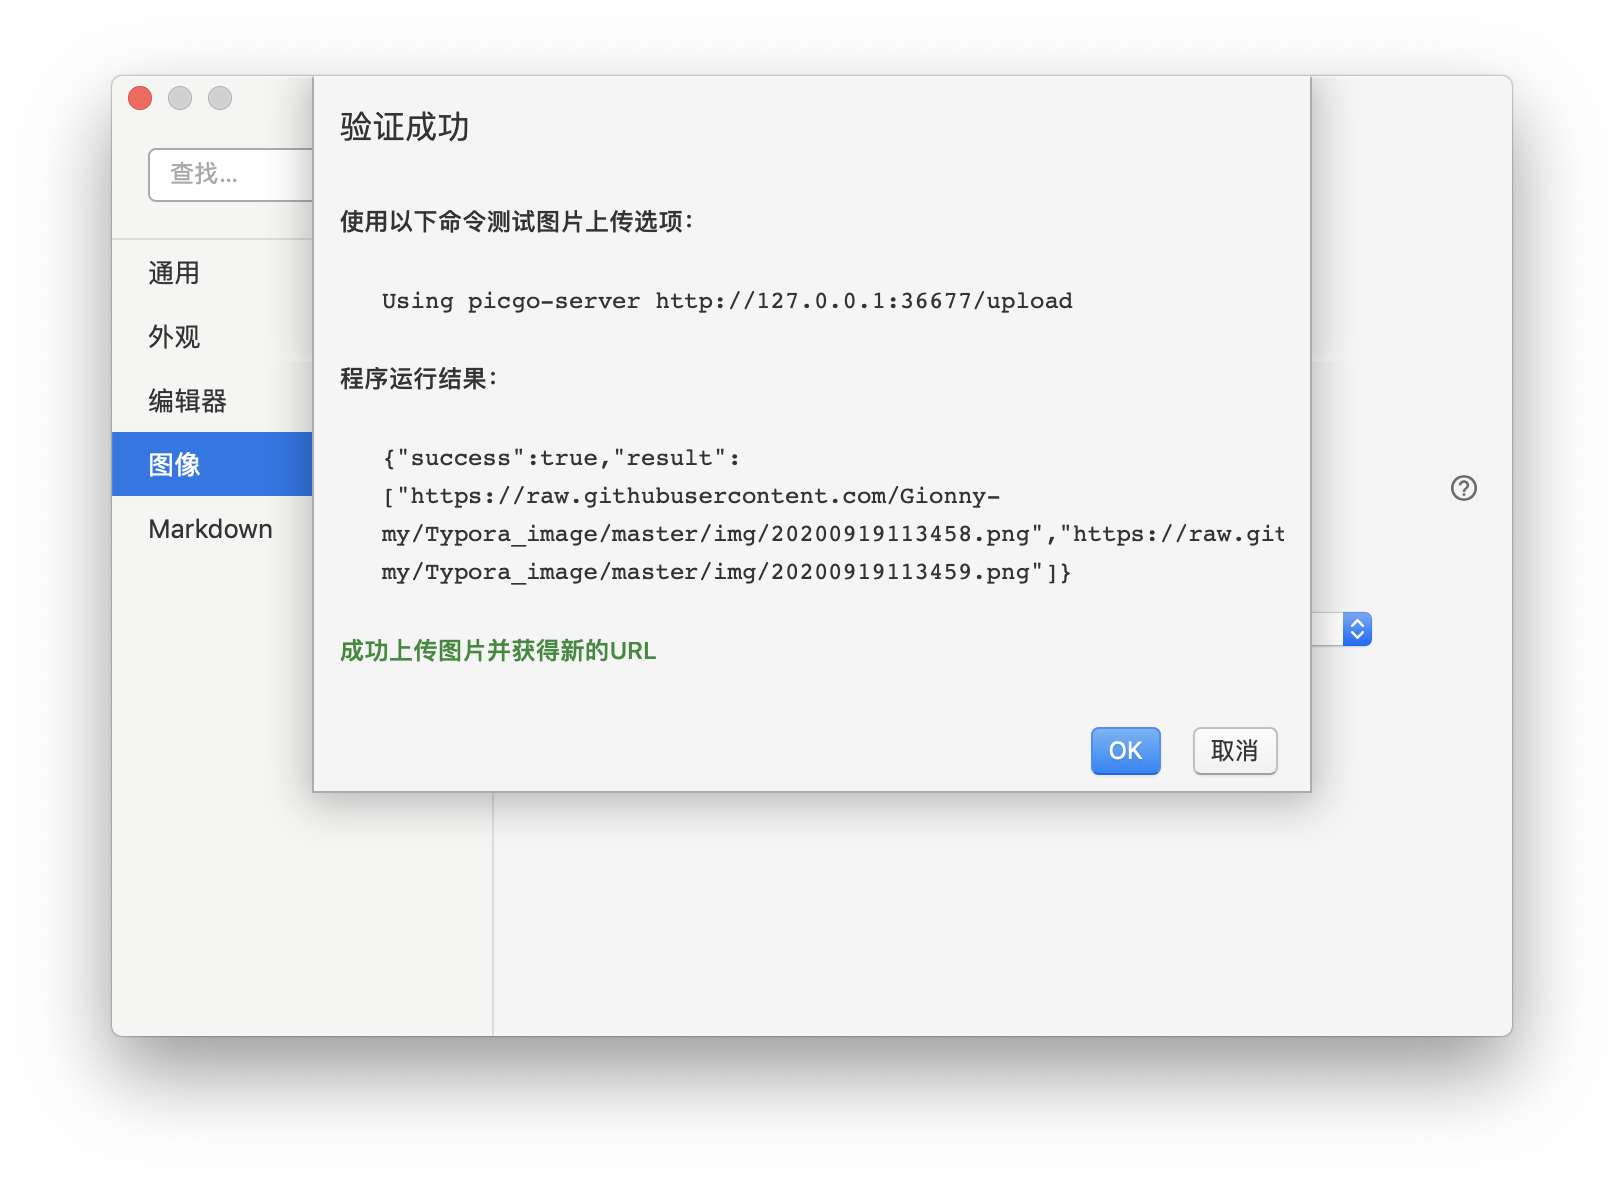 验证成功
查找...
使用以下命令测试图片上传选项：
通用
Using picgo-server http://127.0.0.1:36677/upload
外观
程序运行结果：
编辑器
{"success":true,"result":
图像
["https://raw.githubusercontent.com/Gionny-
Markdown
my/Typora_image/master/img/20200919113458.png","https://raw.git
my/Typora_image/master/img/20200919113459.png"]}
成功上传图片并获得新的URL
OK
取消